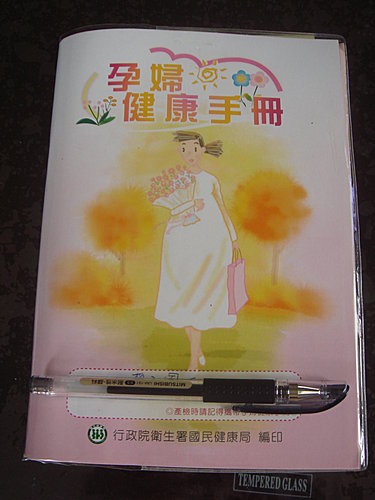 孕婦
健康手冊
MITSUBISHI
◎產檢時請記得攜帶
行政院衛生署國民健康局 編印
TEMPERED GLASS